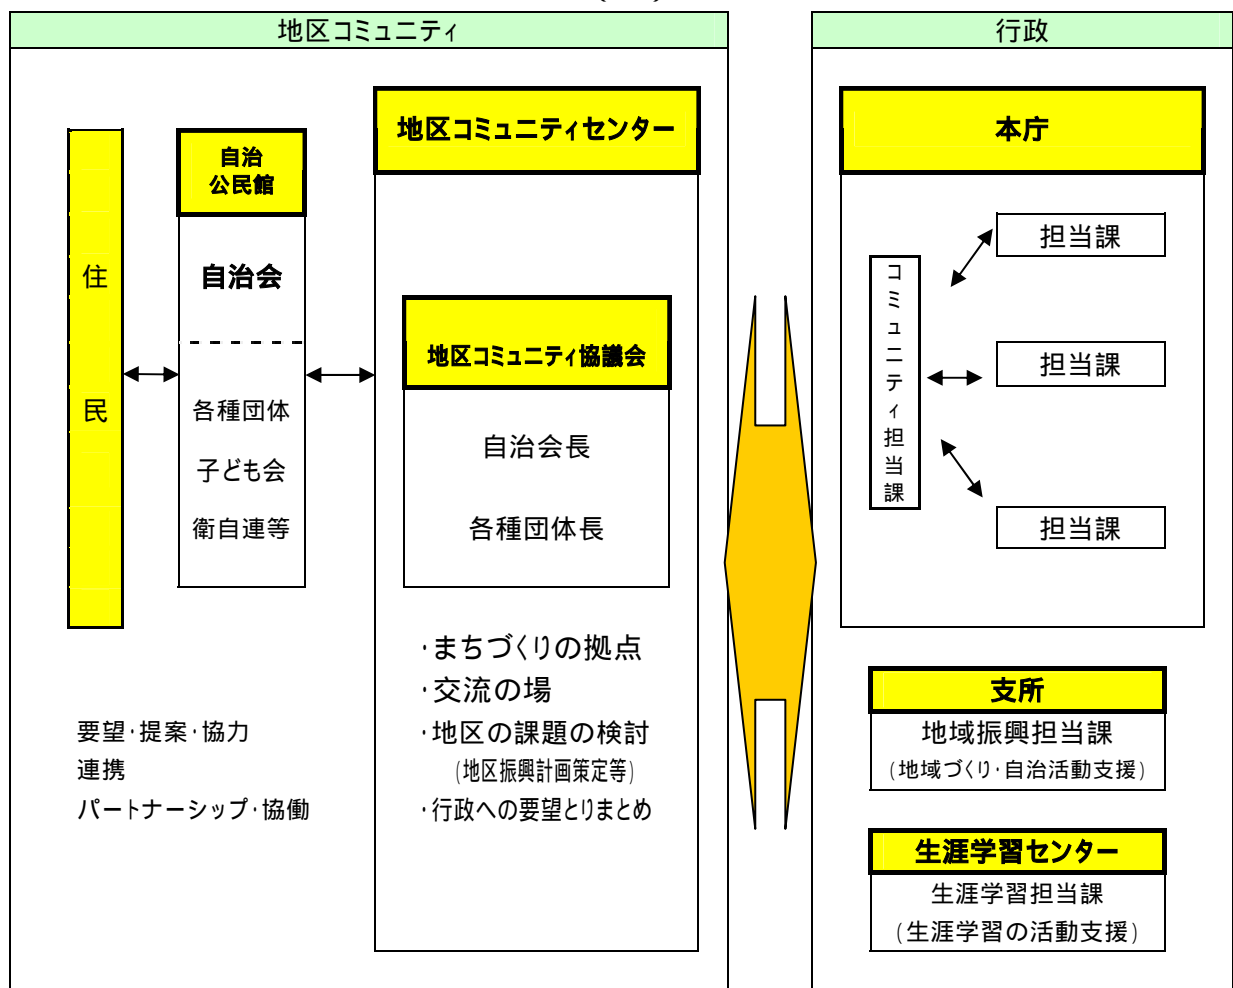 地区コミュニティ
住民
自治
公民館
自治会
各種団体
子ども会
衛自連等
地区コミュニティセンター
地区コミュニティ協議会
自治会長
各種団体長
・まちづくりの拠点
・交流の場
・地区の課題の検討
(地区振興計画策定等)
・行政への要望とりまとめ
要望・提案・協力
連携
パートナーシップ・協働
行政
本庁
コミュニティ担当課
担当課
担当課
担当課
支所
地域振興担当課
(地域づくり・自治活動支援)
生涯学習センター
生涯学習担当課
(生涯学習の活動支援)